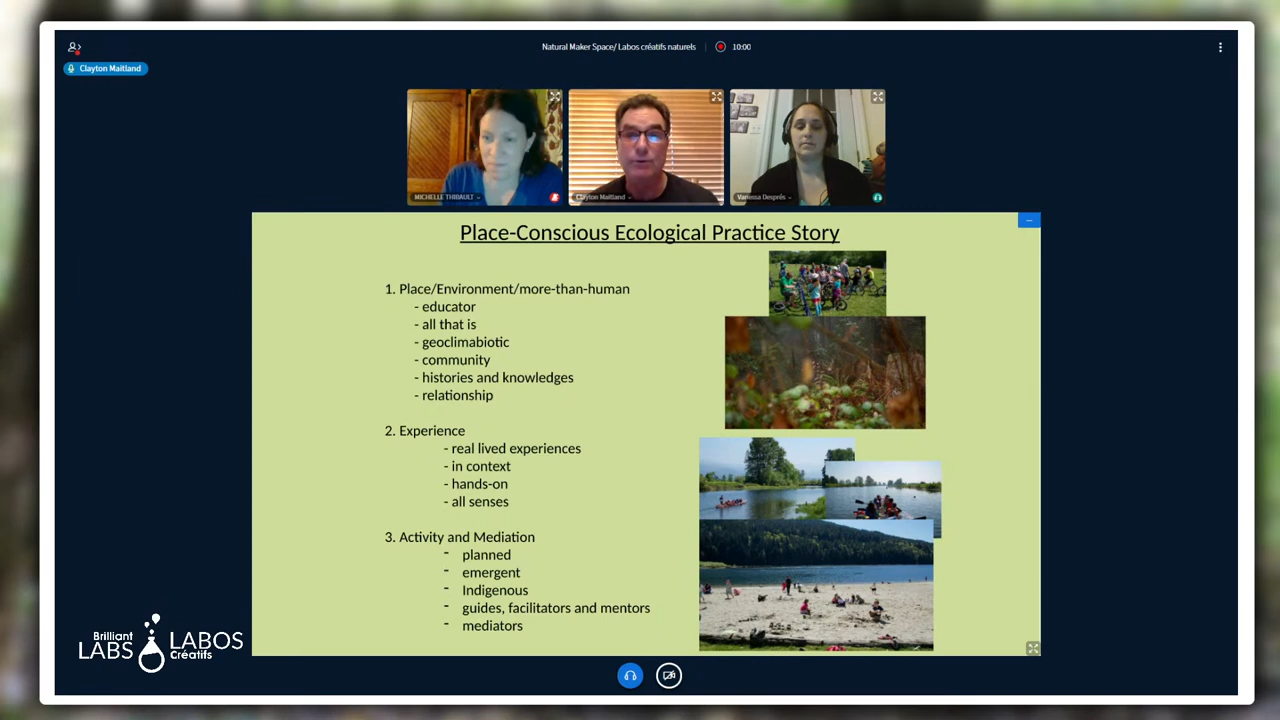 Natural Maker Space/ Labos créatifs naturels
10:00
Clayton Maitland
MICHELLE THIBAULT
Clayton Maitland
Vanessa Després
Place-Conscious Ecological Practice Story
1. Place/Environment/more-than-human
- educator
- all that is
- geoclimabiotic
- community
- histories and knowledges
- relationship
2. Experience
- real lived experiences
- in context
- hands-on
- all senses
3. Activity and Mediation
- planned
- emergent
- Indigenous
- guides, facilitators and mentors
- mediators
Brilliant
LABS
LABOS
Créatifs